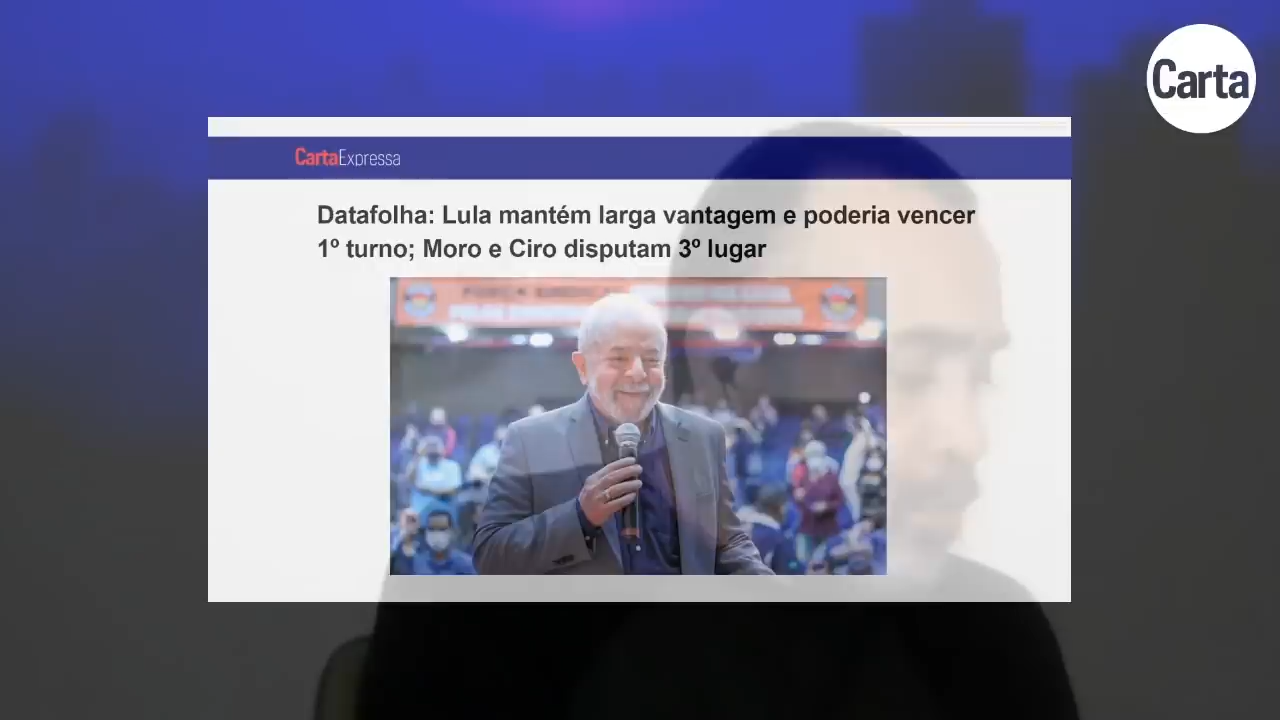 Carta
CartaExpressa
Datafolha: Lula mantém larga vantagem e poderia vencer
1º turno; Moro e Ciro disputam 3º lugar